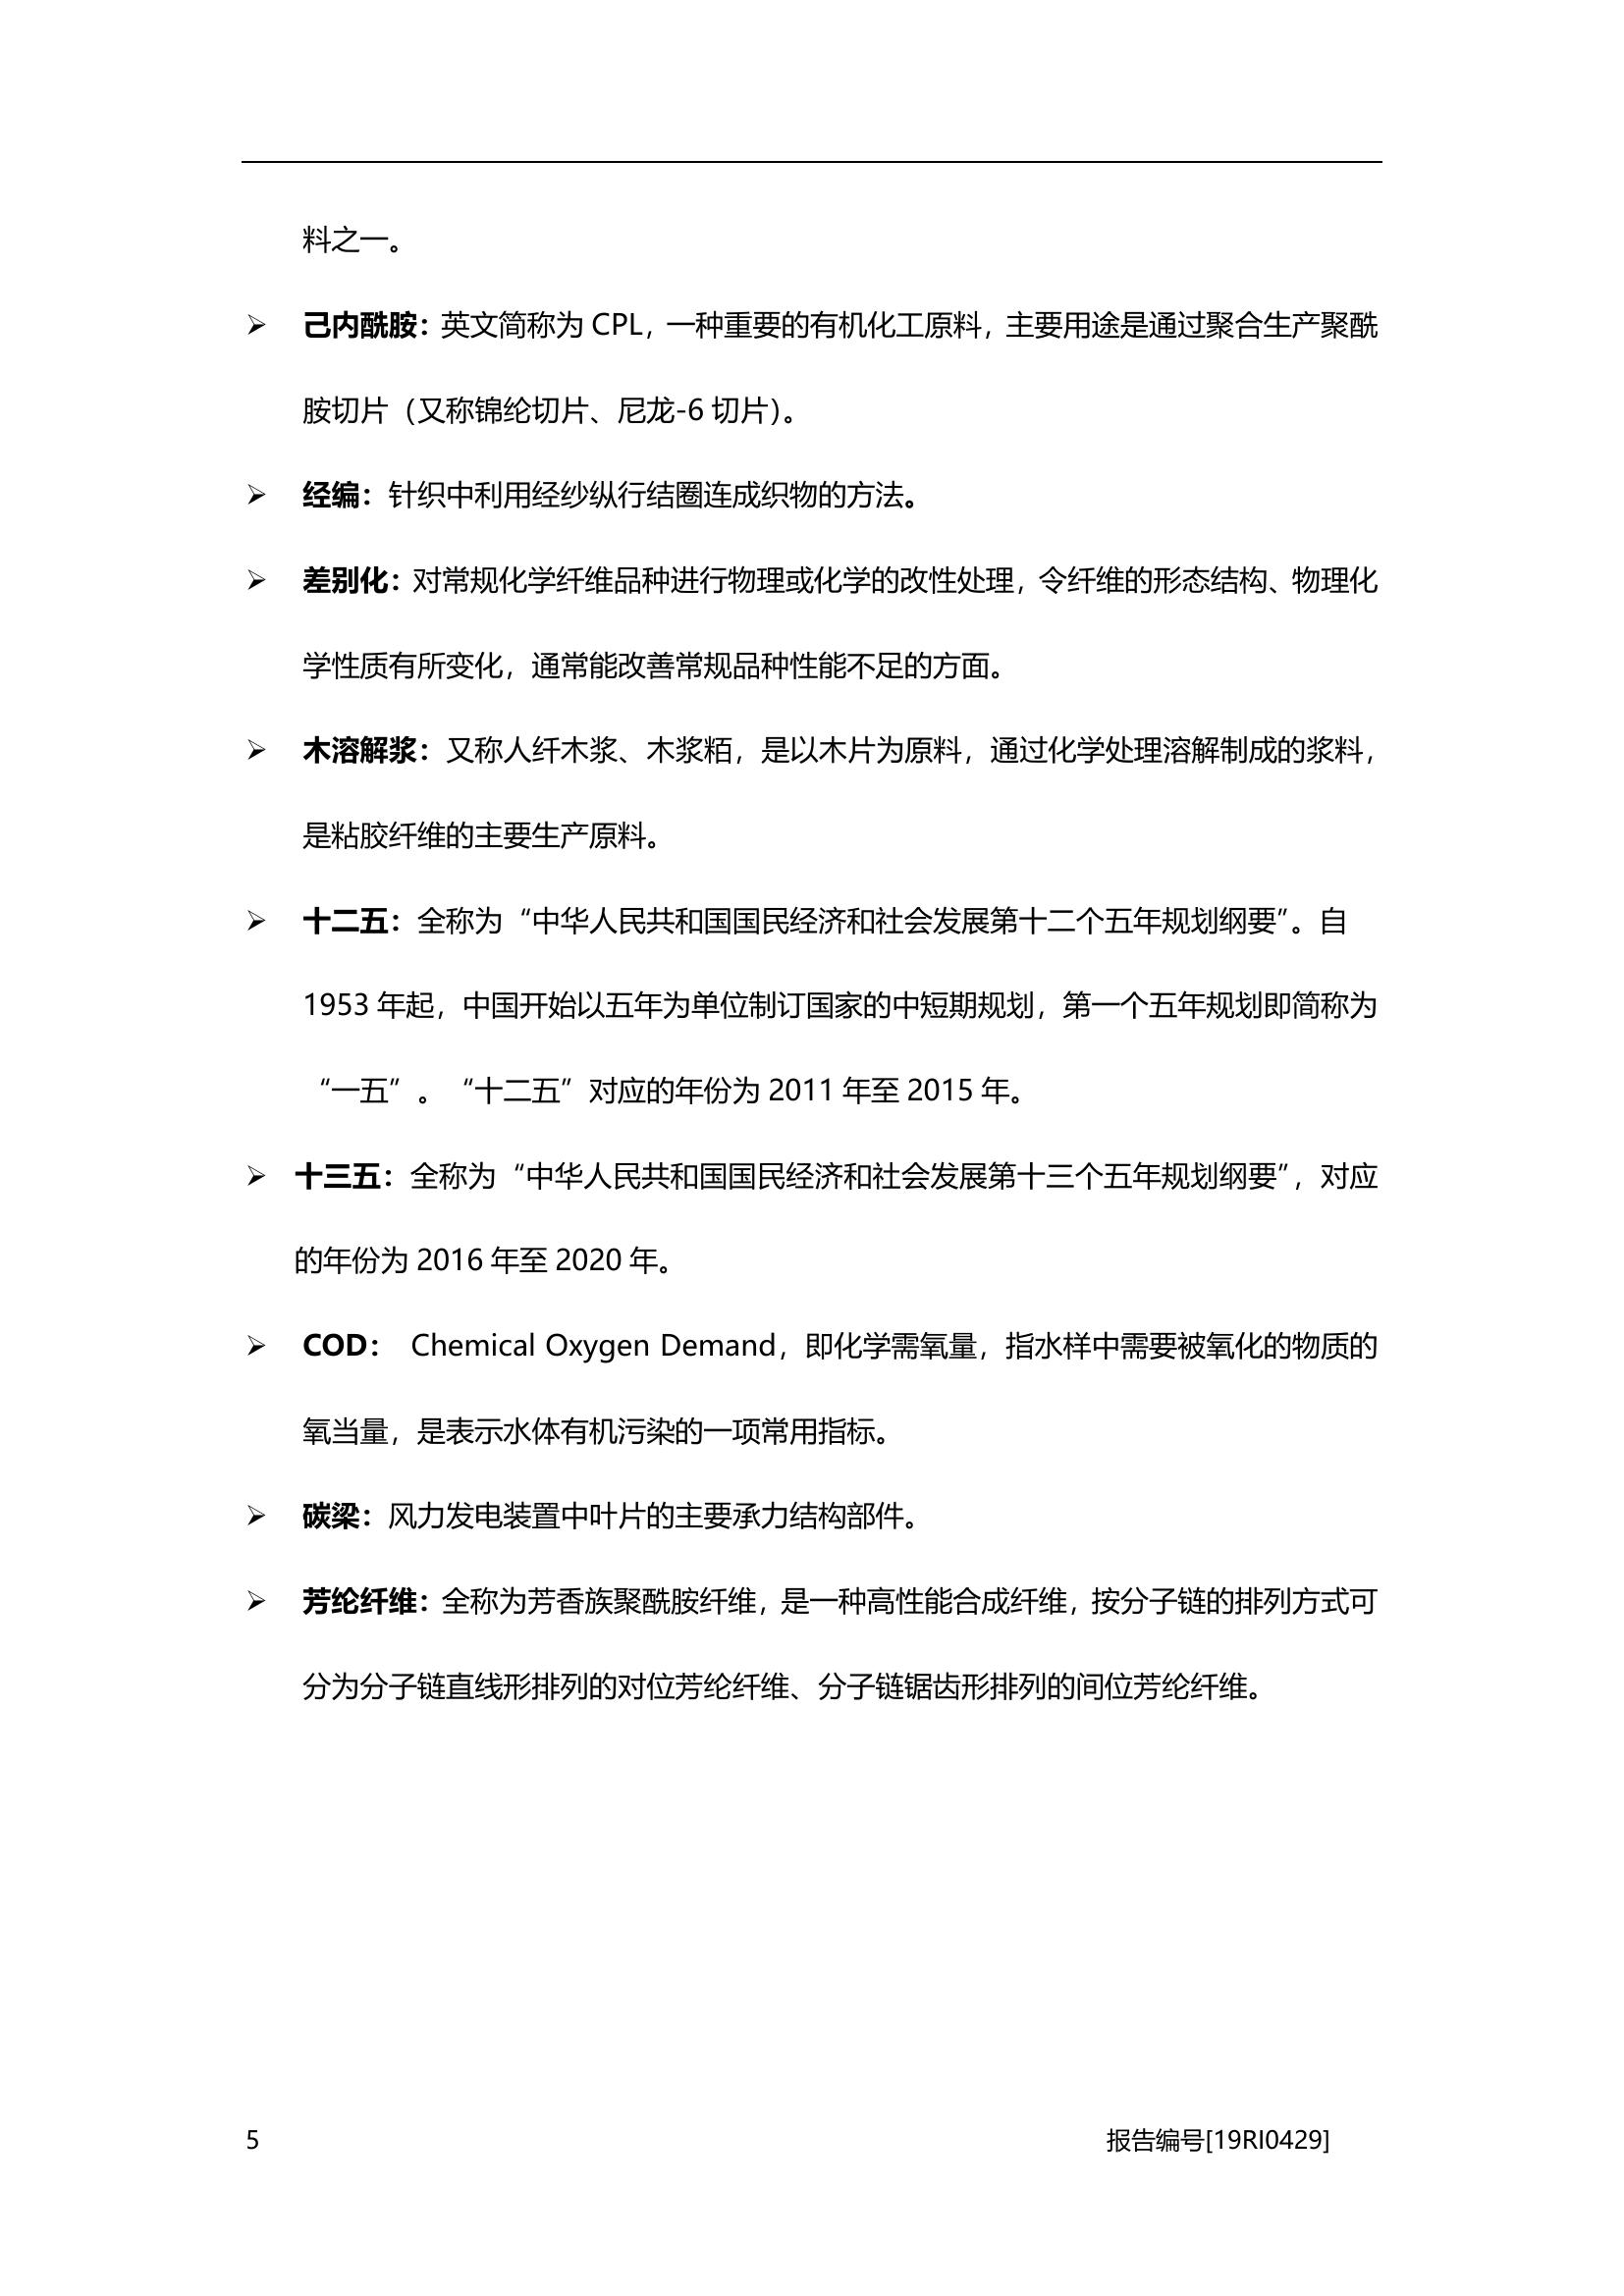 料之一。
➢ 己内酰胺：英文简称为 CPL，一种重要的有机化工原料，主要用途是通过聚合生产聚酰
胺切片（又称锦纶切片、尼龙-6 切片）。
➢ 经编：针织中利用经纱纵行结圈连成织物的方法。
➢ 差别化：对常规化学纤维品种进行物理或化学的改性处理，令纤维的形态结构、物理化
学性质有所变化，通常能改善常规品种性能不足的方面。
➢ 木溶解浆：又称人纤木浆、木浆粨，是以木片为原料，通过化学处理溶解制成的浆料，
是粘胶纤维的主要生产原料。
➢ 十二五：全称为“中华人民共和国国民经济和社会发展第十二个五年规划纲要”。自
1953 年起，中国开始以五年为单位制订国家的中短期规划，第一个五年规划即简称为
“一五”。“十二五”对应的年份为 2011 年至 2015 年。
➢ 十三五：全称为“中华人民共和国国民经济和社会发展第十三个五年规划纲要”，对应
的年份为 2016 年至 2020 年。
➢ COD： Chemical Oxygen Demand，即化学需氧量，指水样中需要被氧化的物质的
氧当量，是表示水体有机污染的一项常用指标。
➢ 碳梁：风力发电装置中叶片的主要承力结构部件。
➢ 芳纶纤维：全称为芳香族聚酰胺纤维，是一种高性能合成纤维，按分子链的排列方式可
分为分子链直线形排列的对位芳纶纤维、分子链锯齿形排列的间位芳纶纤维。
5 报告编号[19RI0429]